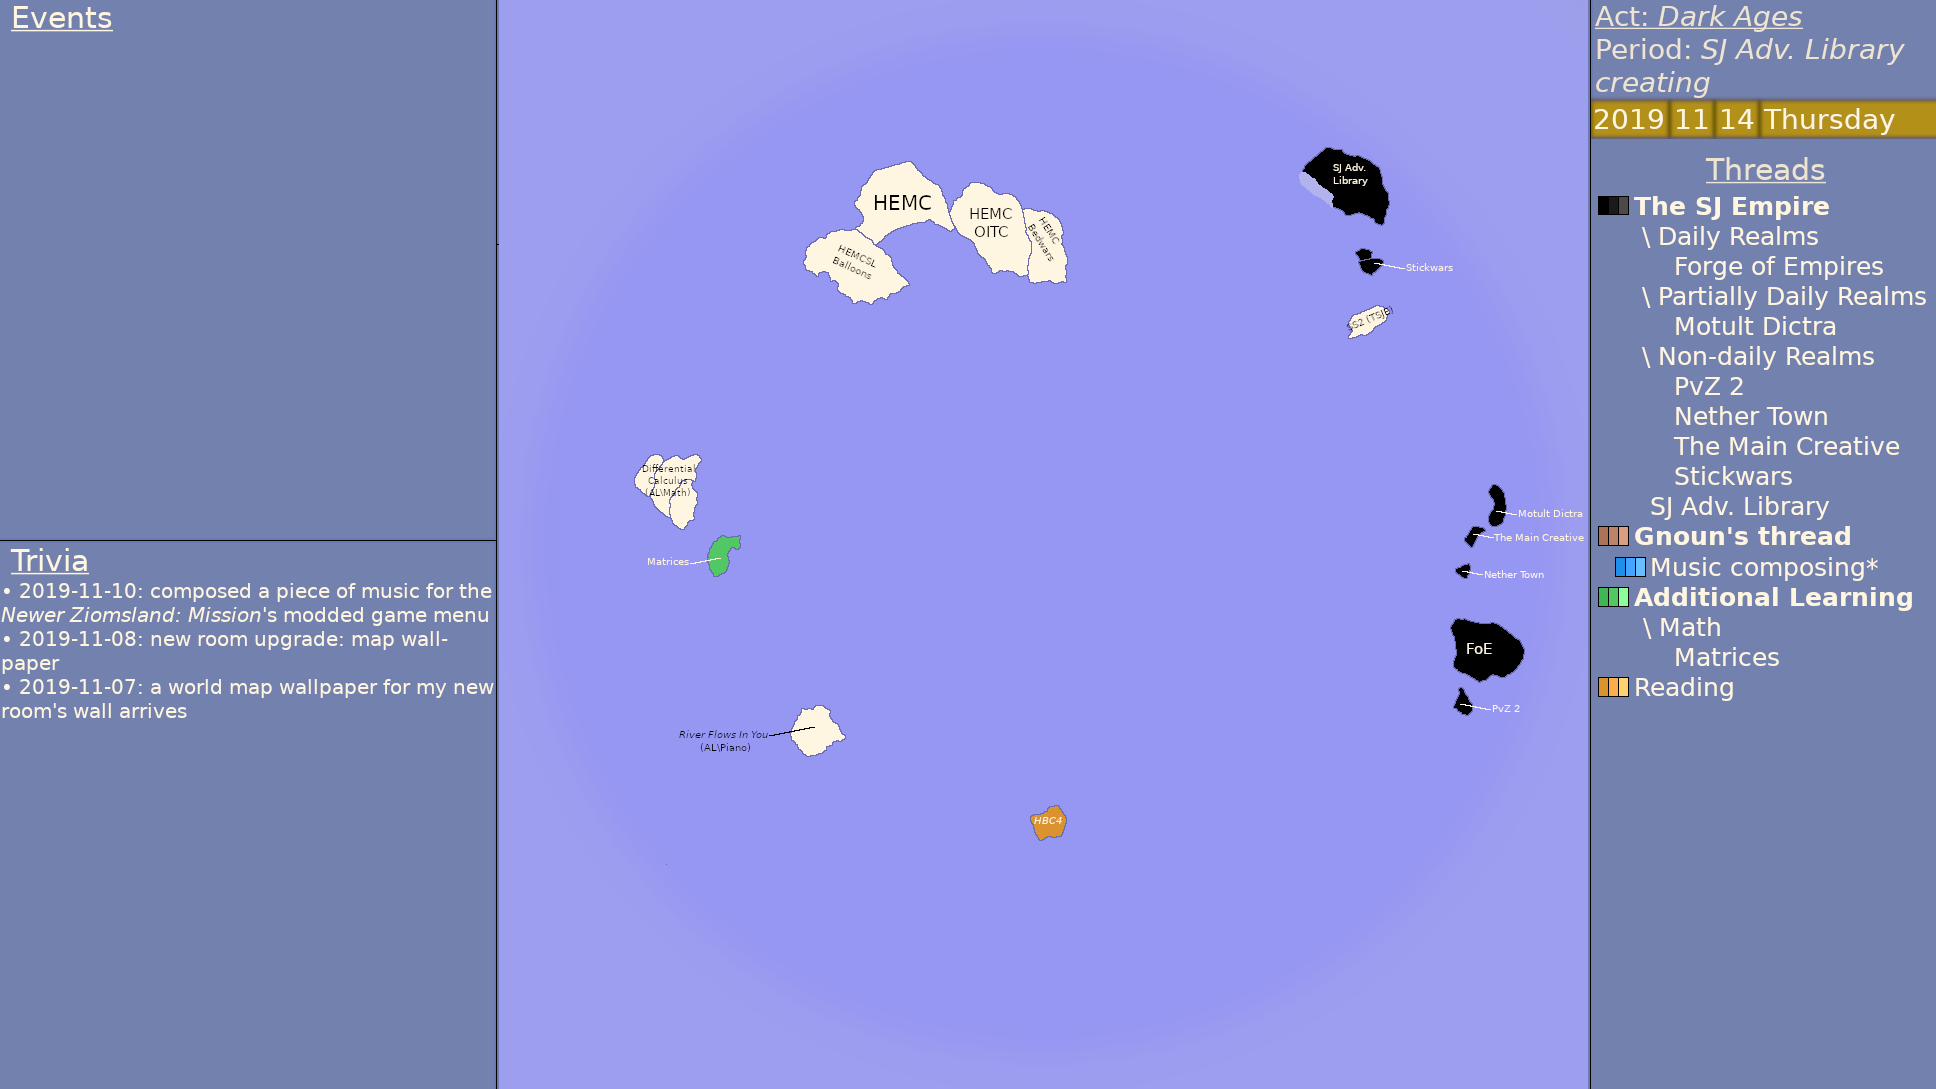 Events
Trivia
• 2019-11-10: composed a piece of music for the
Newer Ziomsland: Mission's modded game menu
• 2019-11-08: new room upgrade: map wall-
paper
• 2019-11-07: a world map wallpaper for my new
room's wall arrives
HEMC
HEMC
OITC
HEMC
Bedwars
HEMCSL
Balloons
SJ Adv.
Library
Stickwars
S2 (TSJE)
Differential
Calculus
(AL\Math)
Matrices
Motult Dictra
The Main Creative
Nether Town
FoE
PvZ 2
River Flows In You
(AL\Piano)
HBC4
Act: Dark Ages
Period: SJ Adv. Library
creating
2019 11 14 Thursday
Threads
The SJ Empire
\ Daily Realms
Forge of Empires
\ Partially Daily Realms
Motult Dictra
\ Non-daily Realms
PvZ 2
Nether Town
The Main Creative
Stickwars
SJ Adv. Library
Gnoun's thread
Music composing*
Additional Learning
\ Math
Matrices
Reading